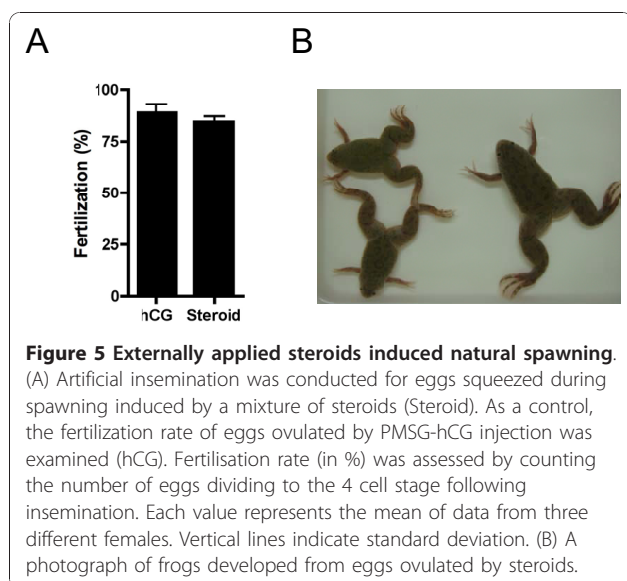 A
B
100
75
50
25
0
Fertilization (%)
hCG Steroid
Figure 5 Externally applied steroids induced natural spawning.
(A) Artificial insemination was conducted for eggs squeezed during
spawning induced by a mixture of steroids (Steroid). As a control,
the fertilization rate of eggs ovulated by PMSG-hCG injection was
examined (hCG). Fertilisation rate (in %) was assessed by counting
the number of eggs dividing to the 4 cell stage following
insemination. Each value represents the mean of data from three
different females. Vertical lines indicate standard deviation. (B) A
photograph of frogs developed from eggs ovulated by steroids.